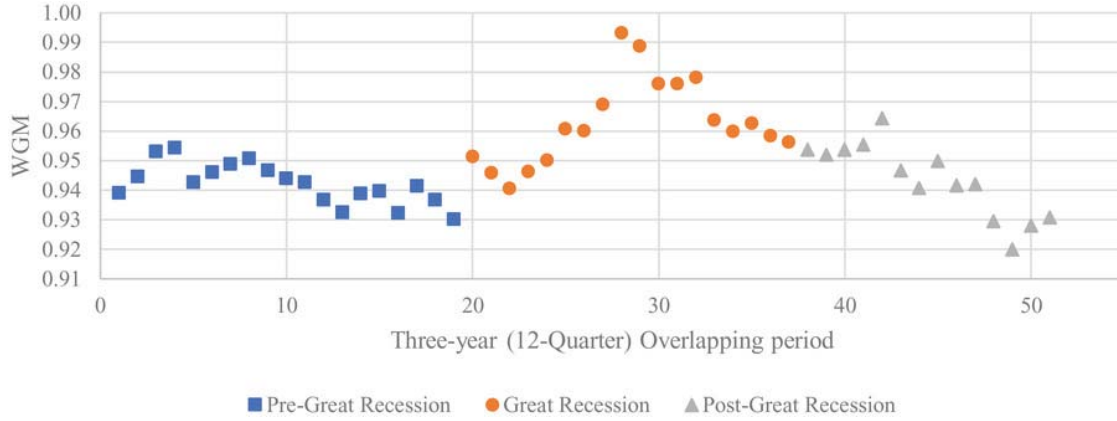 1.00
0.99
0.98
0.97
0.96
0.95
0.94
0.93
0.92
0.91
WGM
0 10 20 30 40 50
Three-year (12-Quarter) Overlapping period
Pre-Great Recession Great Recession Post-Great Recession